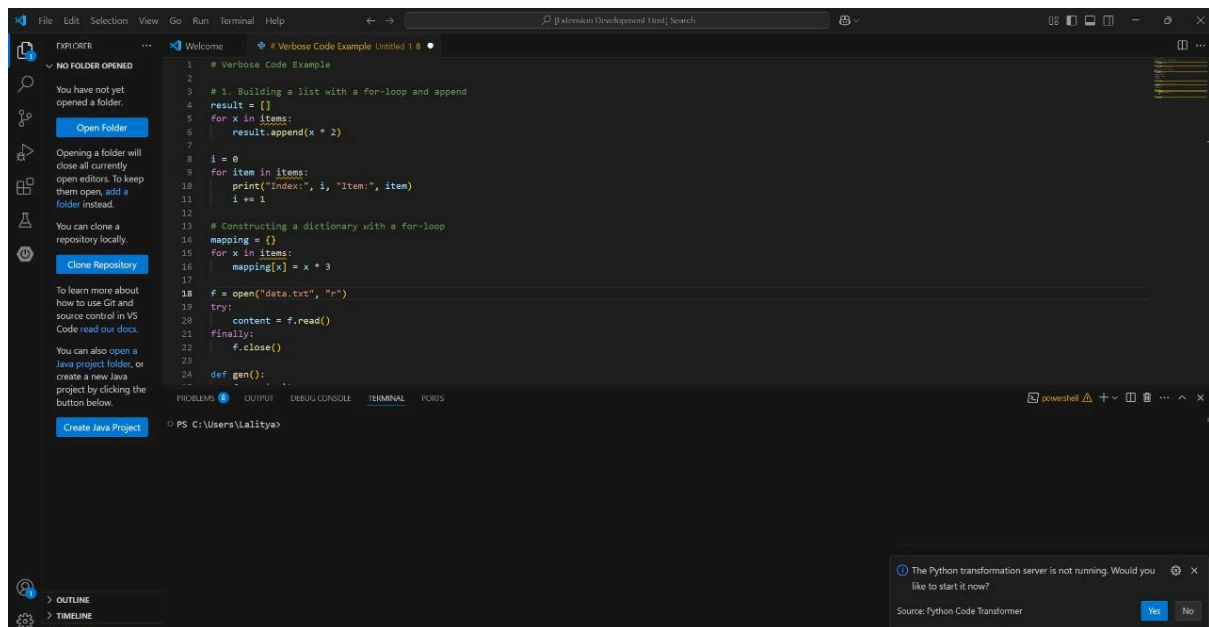 File Edit Selection View Go Run Terminal Help
[Extension Development Host] Search
EXPLORER
Welcome
# Verbose Code Example Untitled-1 8
NO FOLDER OPENED
You have not yet
opened a folder.
Open Folder
Opening a folder will
close all currently
open editors. To keep
them open, add a
folder instead.
You can clone a
repository locally.
Clone Repository
To learn more about
how to use Git and
source control in VS
Code read our docs.
You can also open a
Java project folder, or
create a new Java
project by clicking the
button below.
Create Java Project
OUTLINE
TIMELINE
1 # Verbose Code Example
2
3 # 1. Building a list with a for-loop and append
4 result = []
5 for x in items:
6 result.append(x * 2)
7
8 i = 0
9 for item in items:
10 print("Index:", i, "Item:", item)
11 i += 1
12
13 # Constructing a dictionary with a for-loop
14 mapping = {}
15 for x in items:
16 mapping[x] = x * 3
17
18 f = open("data.txt", "r")
19 try:
20 content = f.read()
21 finally:
22 f.close()
23
24 def gen():
PROBLEMS 8 OUTPUT DEBUG CONSOLE TERMINAL PORTS
powershell
PS C:\Users\Lalitya>
The Python transformation server is not running. Would you
like to start it now?
Source: Python Code Transformer
Yes No